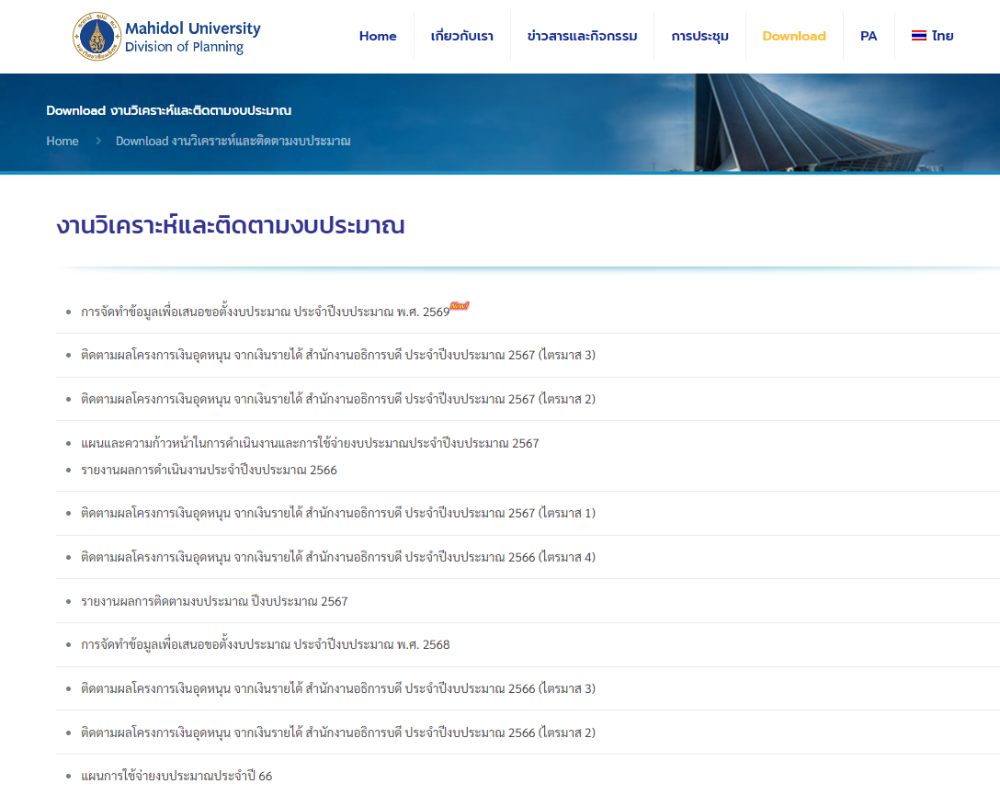 Mahidol University
Division of Planning
Home
เกี่ยวกับเรา
ข่าวสารและกิจกรรม
การประชุม
Download
PA
ไทย
Download งานวิเคราะห์และติดตามงบประมาณ
Home > Download งานวิเคราะห์และติดตามงบประมาณ
งานวิเคราะห์และติดตามงบประมาณ
การจัดทำข้อมูลเพื่อเสนอขอตั้งงบประมาณ ประจำปีงบประมาณ พ.ศ. 2569 New!
ติดตามผลโครงการเงินอุดหนุน จากเงินรายได้ สำนักงานอธิการบดี ประจำปีงบประมาณ 2567 (ไตรมาส 3)
ติดตามผลโครงการเงินอุดหนุน จากเงินรายได้ สำนักงานอธิการบดี ประจำปีงบประมาณ 2567 (ไตรมาส 2)
แผนและความก้าวหน้าในการดำเนินงานและการใช้จ่ายงบประมาณประจำปีงบประมาณ 2567
รายงานผลการดำเนินงานประจำปีงบประมาณ 2566
ติดตามผลโครงการเงินอุดหนุน จากเงินรายได้ สำนักงานอธิการบดี ประจำปีงบประมาณ 2567 (ไตรมาส 1)
ติดตามผลโครงการเงินอุดหนุน จากเงินรายได้ สำนักงานอธิการบดี ประจำปีงบประมาณ 2566 (ไตรมาส 4)
รายงานผลการติดตามงบประมาณ ปีงบประมาณ 2567
การจัดทำข้อมูลเพื่อเสนอขอตั้งงบประมาณ ประจำปีงบประมาณ พ.ศ. 2568
ติดตามผลโครงการเงินอุดหนุน จากเงินรายได้ สำนักงานอธิการบดี ประจำปีงบประมาณ 2566 (ไตรมาส 3)
ติดตามผลโครงการเงินอุดหนุน จากเงินรายได้ สำนักงานอธิการบดี ประจำปีงบประมาณ 2566 (ไตรมาส 2)
แผนการใช้จ่ายงบประมาณประจำปี 66